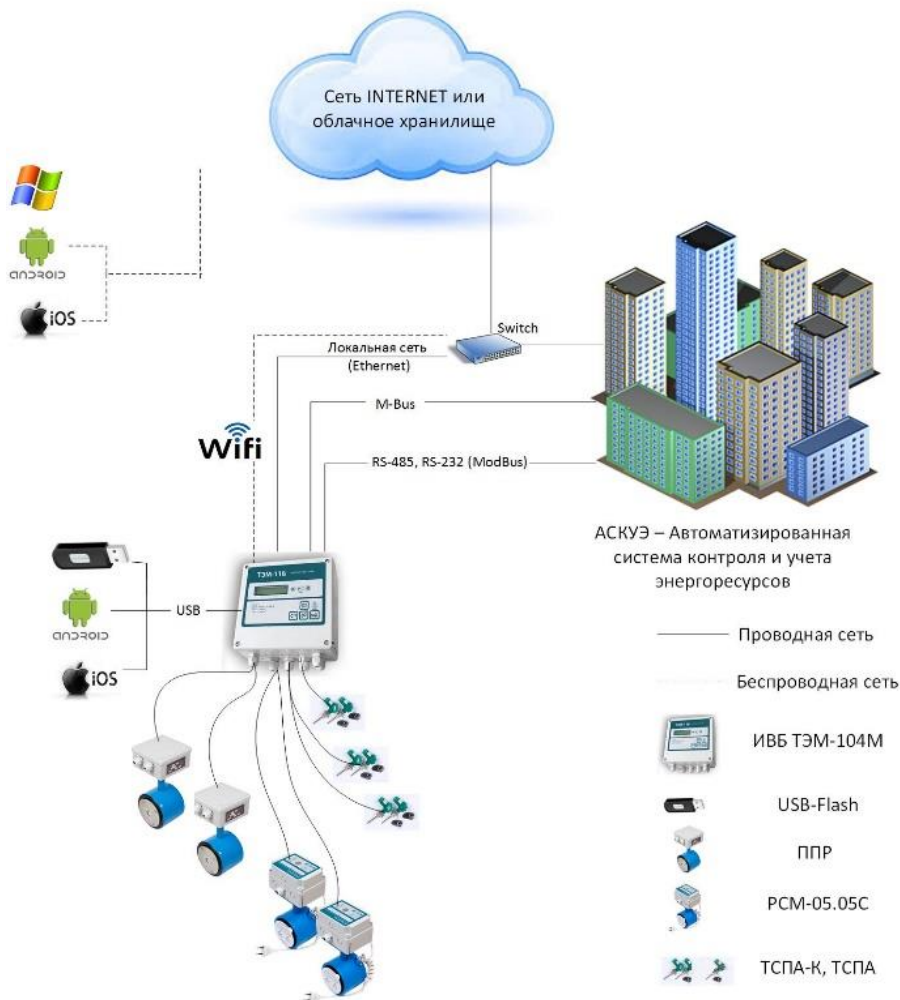 Сеть INTERNET или
облачное хранилище
ANDROID
iOS
Switch
Локальная сеть
(Ethernet)
M-Bus
Wifi
RS-485, RS-232 (ModBus)
АСКУЭ – Автоматизированная
система контроля и учета
энергоресурсов
ТЭМ-116
USB
ANDROID
iOS
Проводная сеть
Беспроводная сеть
ИВБ ТЭМ-104М
USB-Flash
ППР
РСМ-05.05С
ТСПА-К, ТСПА